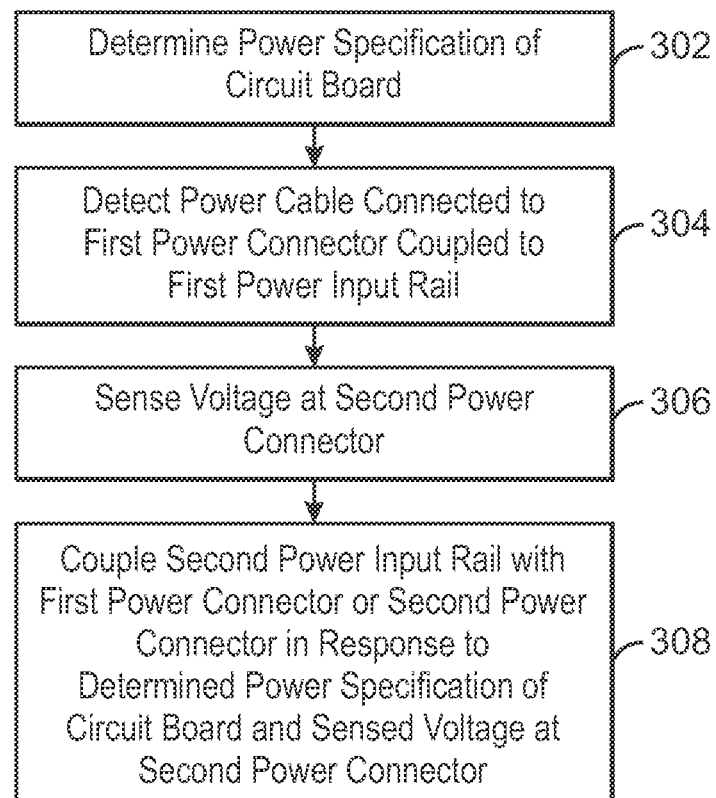 Determine Power Specification of
Circuit Board
302
Detect Power Cable Connected to
First Power Connector Coupled to
First Power Input Rail
304
Sense Voltage at Second Power
Connector
306
Couple Second Power Input Rail with
First Power Connector or Second Power
Connector in Response to
Determined Power Specification of
Circuit Board and Sensed Voltage at
Second Power Connector
308